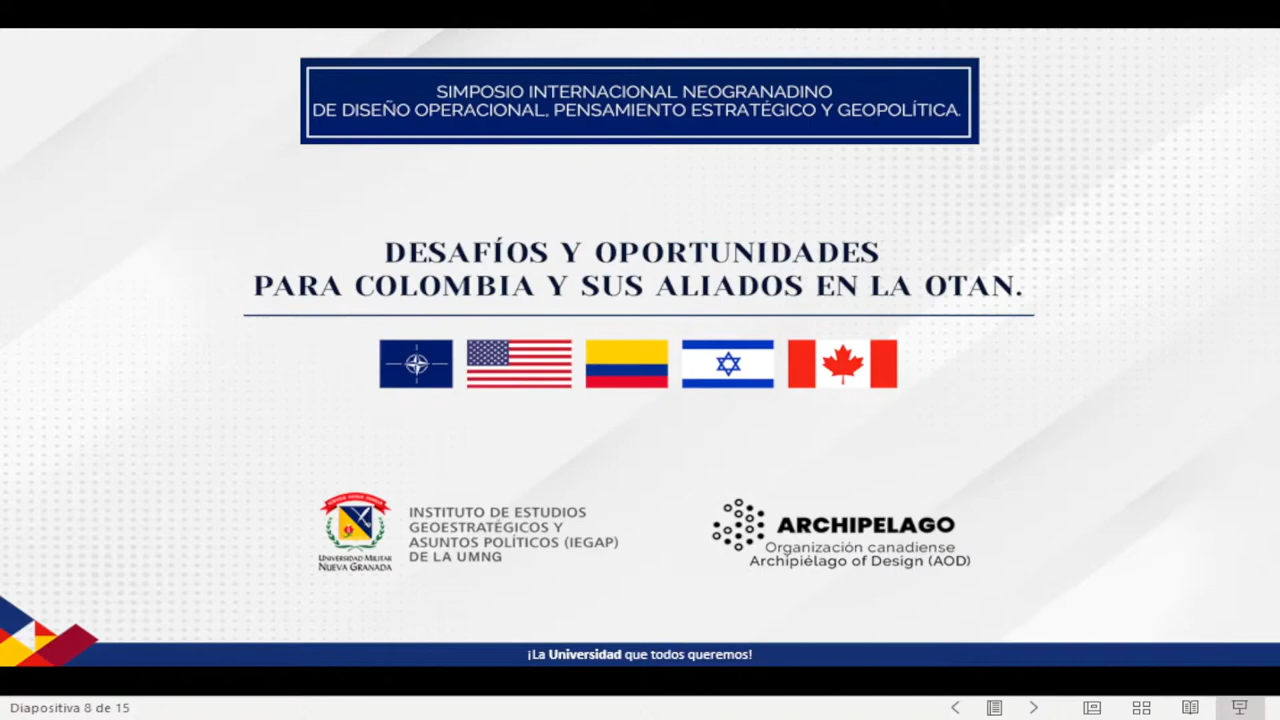 SIMPOSIO INTERNACIONAL NEOGRANADINO
DE DISEÑO OPERACIONAL, PENSAMIENTO ESTRATÉGICO Y GEOPOLÍTICA.
DESAFÍOS Y OPORTUNIDADES
PARA COLOMBIA Y SUS ALIADOS EN LA OTAN.
UNIVERSIDAD MILITAR
NUEVA GRANADA
INSTITUTO DE ESTUDIOS
GEOESTRATÉGICOS Y
ASUNTOS POLÍTICOS (IEGAP)
DE LA UMNG
ARCHIPELAGO
Organización canadiense
Archipiélago of Design (AOD)
¡La Universidad que todos queremos!
Diapositiva 8 de 15